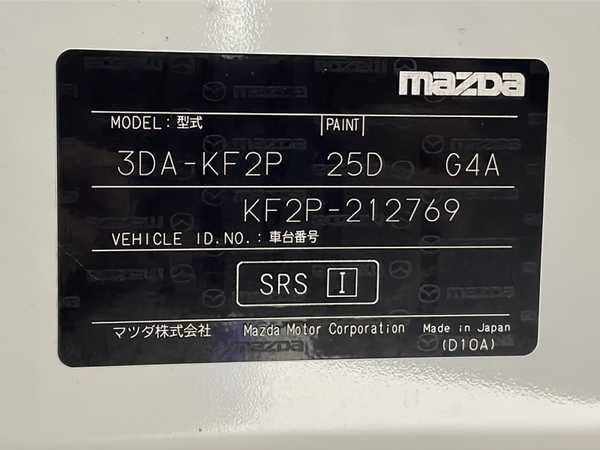 mazda
MODEL: 型式 PAINT
3DA-KF2P 25D G4A
KF2P-212769
VEHICLE ID.NO.: 車台番号
SRS I
マツダ株式会社 Mazda Motor Corporation Made in Japan
(D10A)